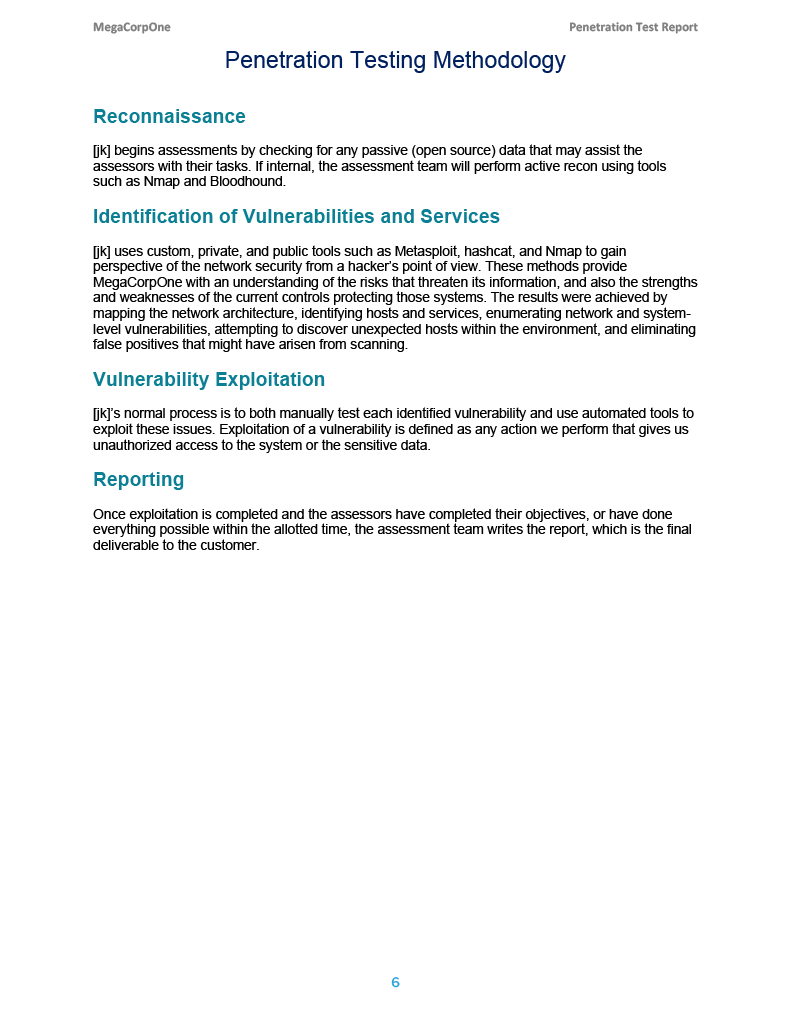 MegaCorpOne Penetration Test Report
Penetration Testing Methodology
Reconnaissance
[jk] begins assessments by checking for any passive (open source) data that may assist the
assessors with their tasks. If internal, the assessment team will perform active recon using tools
such as Nmap and Bloodhound.
Identification of Vulnerabilities and Services
[jk] uses custom, private, and public tools such as Metasploit, hashcat, and Nmap to gain
perspective of the network security from a hacker’s point of view. These methods provide
MegaCorpOne with an understanding of the risks that threaten its information, and also the strengths
and weaknesses of the current controls protecting those systems. The results were achieved by
mapping the network architecture, identifying hosts and services, enumerating network and system-
level vulnerabilities, attempting to discover unexpected hosts within the environment, and eliminating
false positives that might have arisen from scanning.
Vulnerability Exploitation
[jk]’s normal process is to both manually test each identified vulnerability and use automated tools to
exploit these issues. Exploitation of a vulnerability is defined as any action we perform that gives us
unauthorized access to the system or the sensitive data.
Reporting
Once exploitation is completed and the assessors have completed their objectives, or have done
everything possible within the allotted time, the assessment team writes the report, which is the final
deliverable to the customer.
6